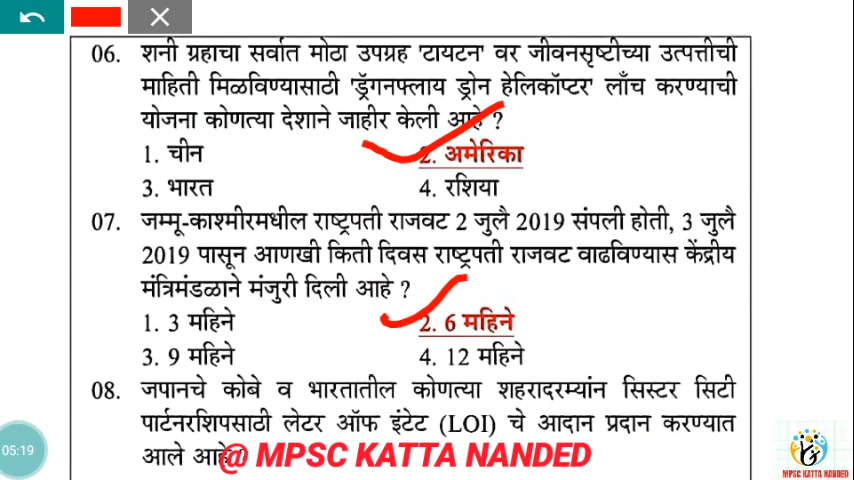 06. शनी ग्रहाचा सर्वात मोठा उपग्रह 'टायटन' वर जीवनसृष्टीच्या उत्पत्तीची
माहिती मिळविण्यासाठी 'ड्रॅगनफ्लाय ड्रोन हेलिकॉप्टर' लाँच करण्याची
योजना कोणत्या देशाने जाहीर केली आहे ?
1. चीन 2. अमेरिका
3. भारत 4. रशिया
07. जम्मू-काश्मीरमधील राष्ट्रपती राजवट 2 जुलै 2019 संपली होती, 3 जुलै
2019 पासून आणखी किती दिवस राष्ट्रपती राजवट वाढविण्यास केंद्रीय
मंत्रिमंडळाने मंजुरी दिली आहे ?
1. 3 महिने 2. 6 महिने
3. 9 महिने 4. 12 महिने
08. जपानचे कोबे व भारतातील कोणत्या शहरादरम्यांन सिस्टर सिटी
पार्टनरशिपसाठी लेटर ऑफ इंटेट (LOI) चे आदान प्रदान करण्यात
आले आहे ?
@ MPSC KATTA NANDED
05:19
MPSC KATTA NANDED